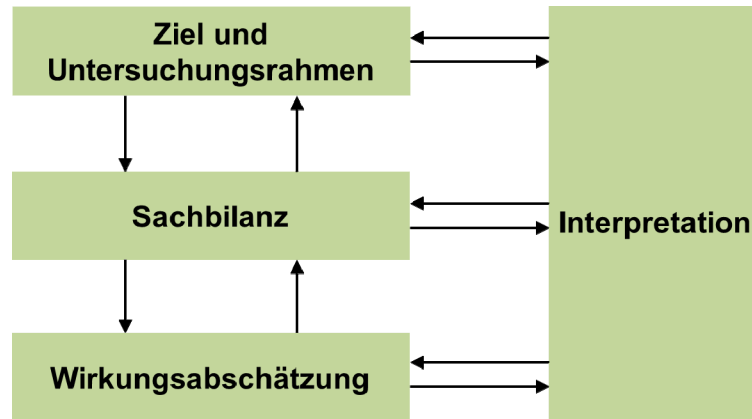 Ziel und
Untersuchungsrahmen
Sachbilanz
Interpretation
Wirkungsabschätzung